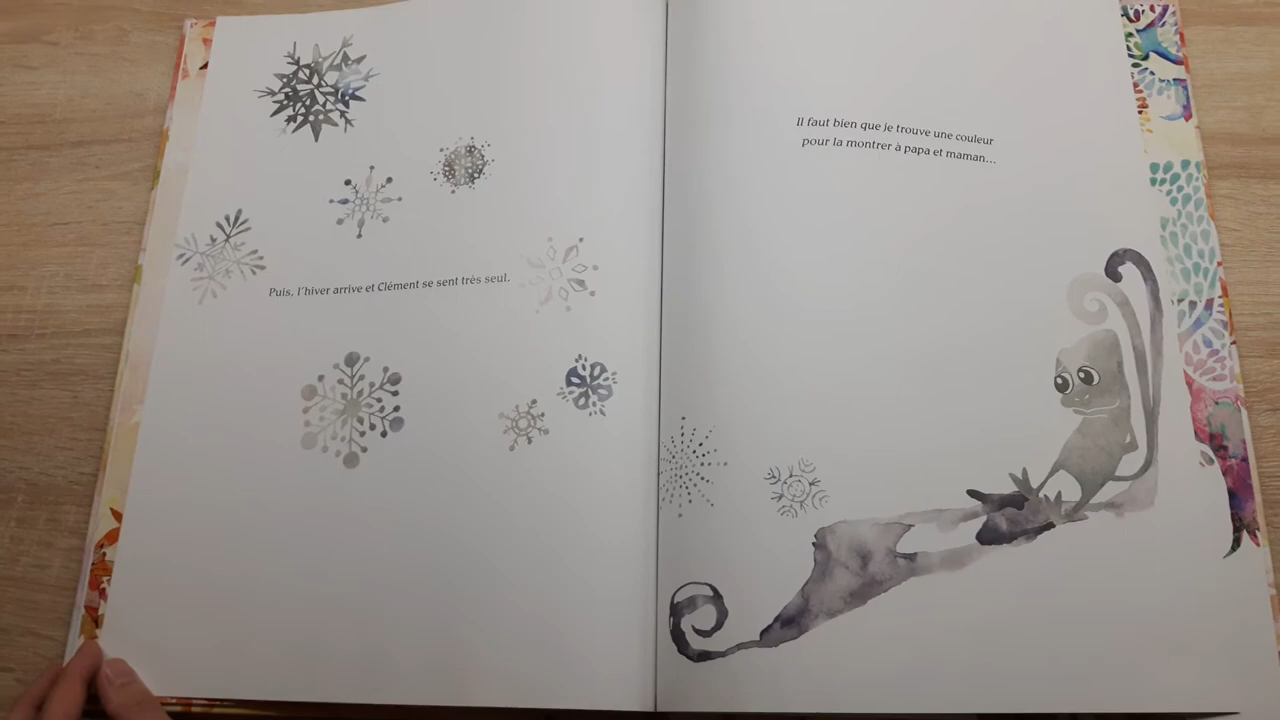 Puis, l'hiver arrive et Clément se sent très seul.
Il faut bien que je trouve une couleur
pour la montrer à papa et maman...